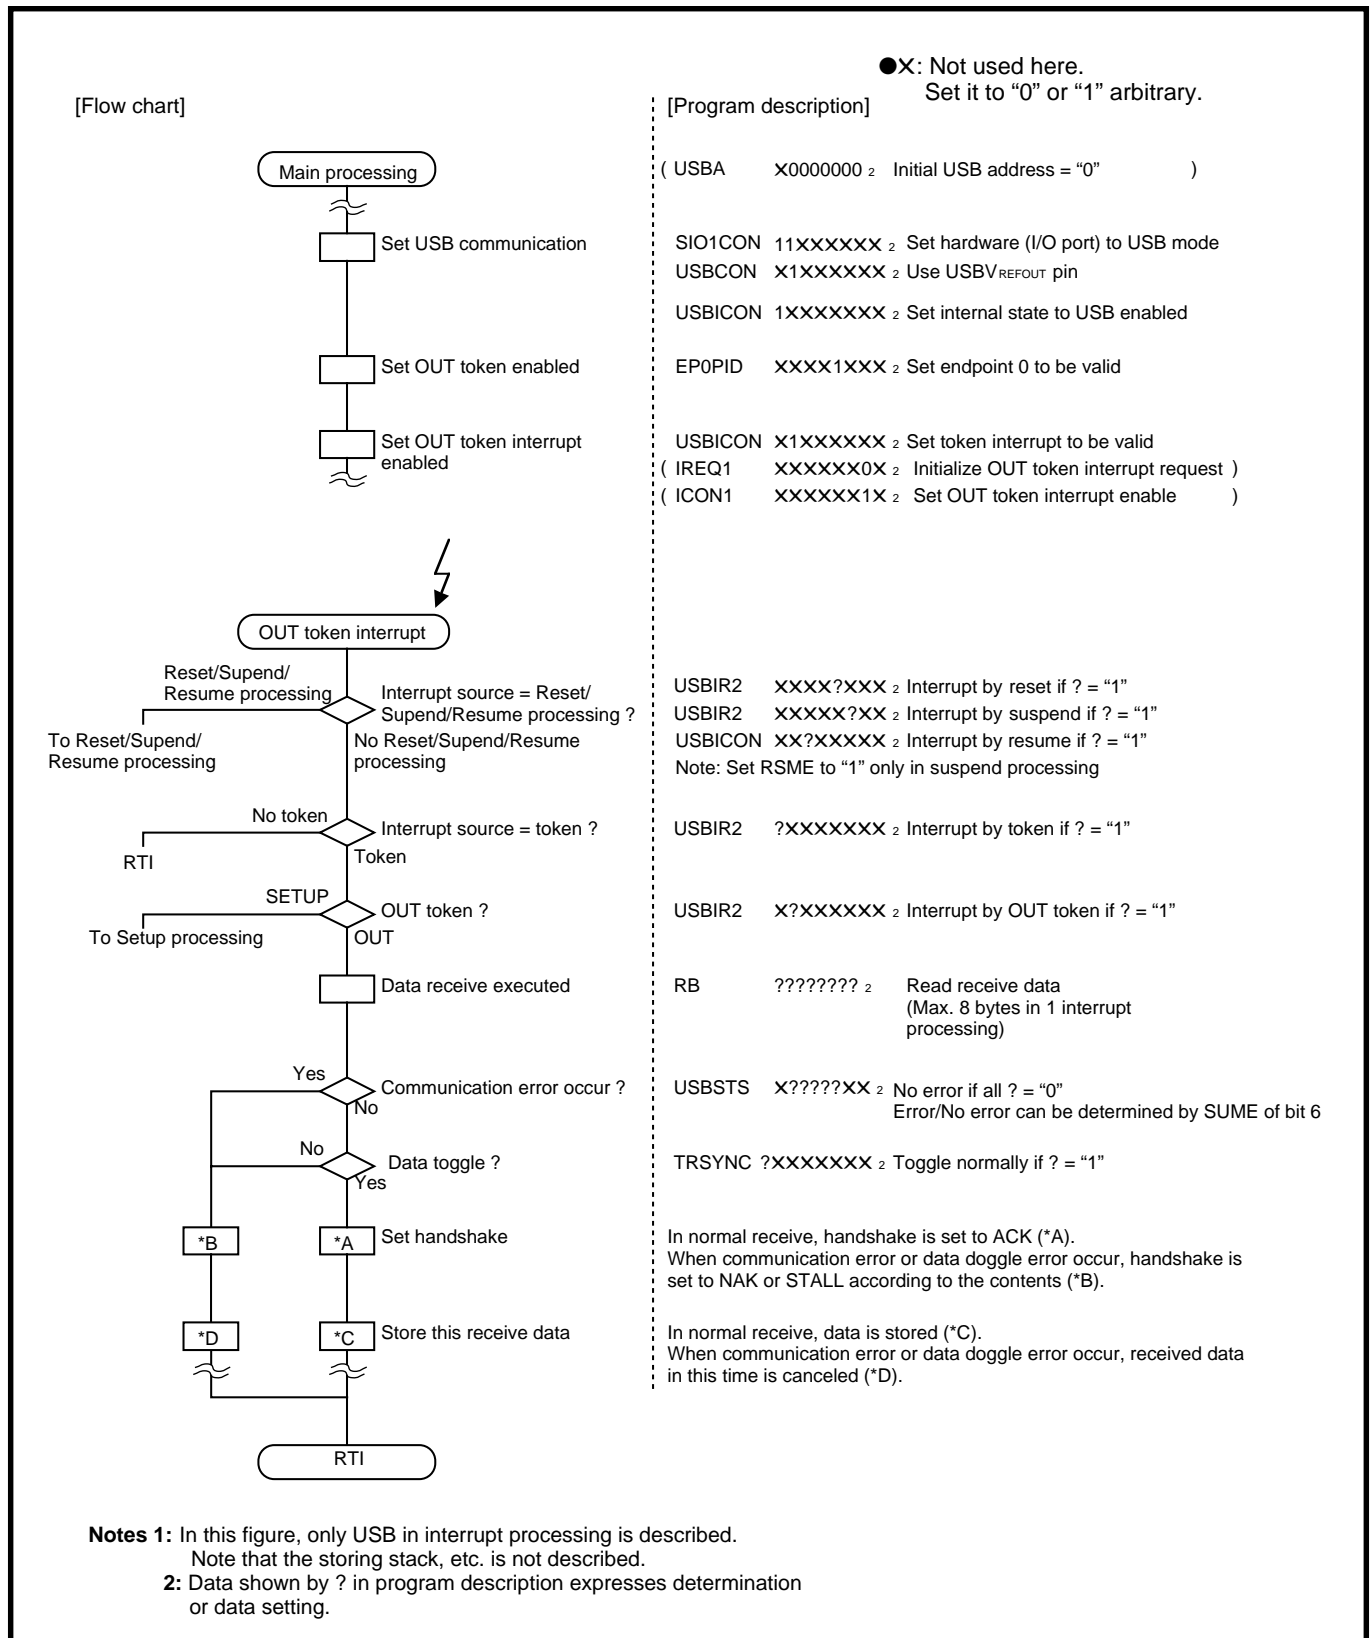 ●X: Not used here.
Set it to “0” or “1” arbitrary.
[Flow chart]
[Program description]
Main processing
( USBA X0000000 2 Initial USB address = “0” )
Set USB communication
SIO1CON 11XXXXXX 2 Set hardware (I/O port) to USB mode
USBCON X1XXXXXX 2 Use USBVREFOUT pin
USBICON 1XXXXXXX 2 Set internal state to USB enabled
Set OUT token enabled
EP0PID XXXX1XXX 2 Set endpoint 0 to be valid
Set OUT token interrupt
enabled
USBICON X1XXXXXX 2 Set token interrupt to be valid
( IREQ1 XXXXXX0X 2 Initialize OUT token interrupt request )
( ICON1 XXXXXX1X 2 Set OUT token interrupt enable )
OUT token interrupt
Reset/Supend/
Resume processing
Interrupt source = Reset/
Supend/Resume processing ?
To Reset/Supend/
Resume processing
No Reset/Supend/Resume
processing
USBIR2 XXXX?XXX 2 Interrupt by reset if ? = “1”
USBIR2 XXXXX?XX 2 Interrupt by suspend if ? = “1”
USBICON XX?XXXXX 2 Interrupt by resume if ? = “1”
Note: Set RSME to “1” only in suspend processing
No token
Interrupt source = token ?
RTI
Token
USBIR2 ?XXXXXXX 2 Interrupt by token if ? = “1”
SETUP
OUT token ?
To Setup processing
OUT
USBIR2 X?XXXXXX 2 Interrupt by OUT token if ? = “1”
Data receive executed
RB ???????? 2 Read receive data
(Max. 8 bytes in 1 interrupt
processing)
Yes
Communication error occur ?
No
USBSTS X?????XX 2 No error if all ? = “0”
Error/No error can be determined by SUME of bit 6
No
Data toggle ?
Yes
TRSYNC ?XXXXXXX 2 Toggle normally if ? = “1”
*B
*A
Set handshake
In normal receive, handshake is set to ACK (*A).
When communication error or data doggle error occur, handshake is
set to NAK or STALL according to the contents (*B).
*D
*C
Store this receive data
In normal receive, data is stored (*C).
When communication error or data doggle error occur, received data
in this time is canceled (*D).
RTI
Notes 1: In this figure, only USB in interrupt processing is described.
Note that the storing stack, etc. is not described.
2: Data shown by ? in program description expresses determination
or data setting.